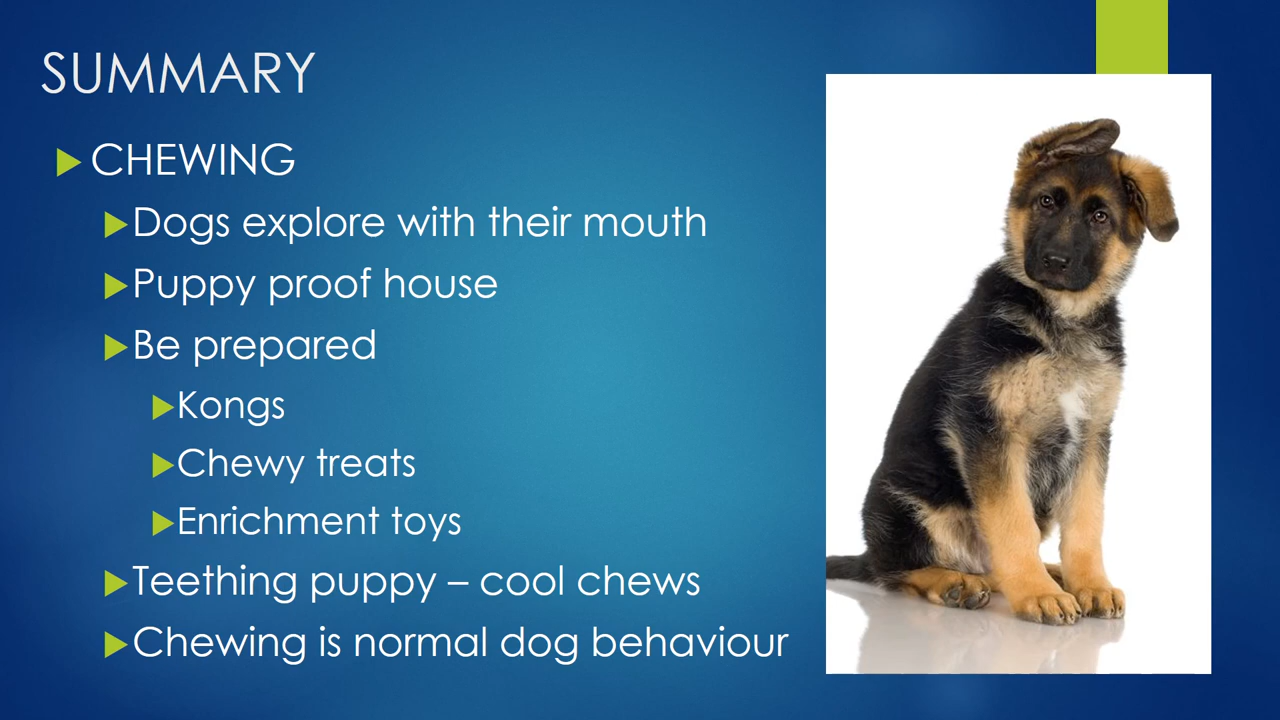 SUMMARY
CHEWING
Dogs explore with their mouth
Puppy proof house
Be prepared
Kongs
Chewy treats
Enrichment toys
Teething puppy – cool chews
Chewing is normal dog behaviour